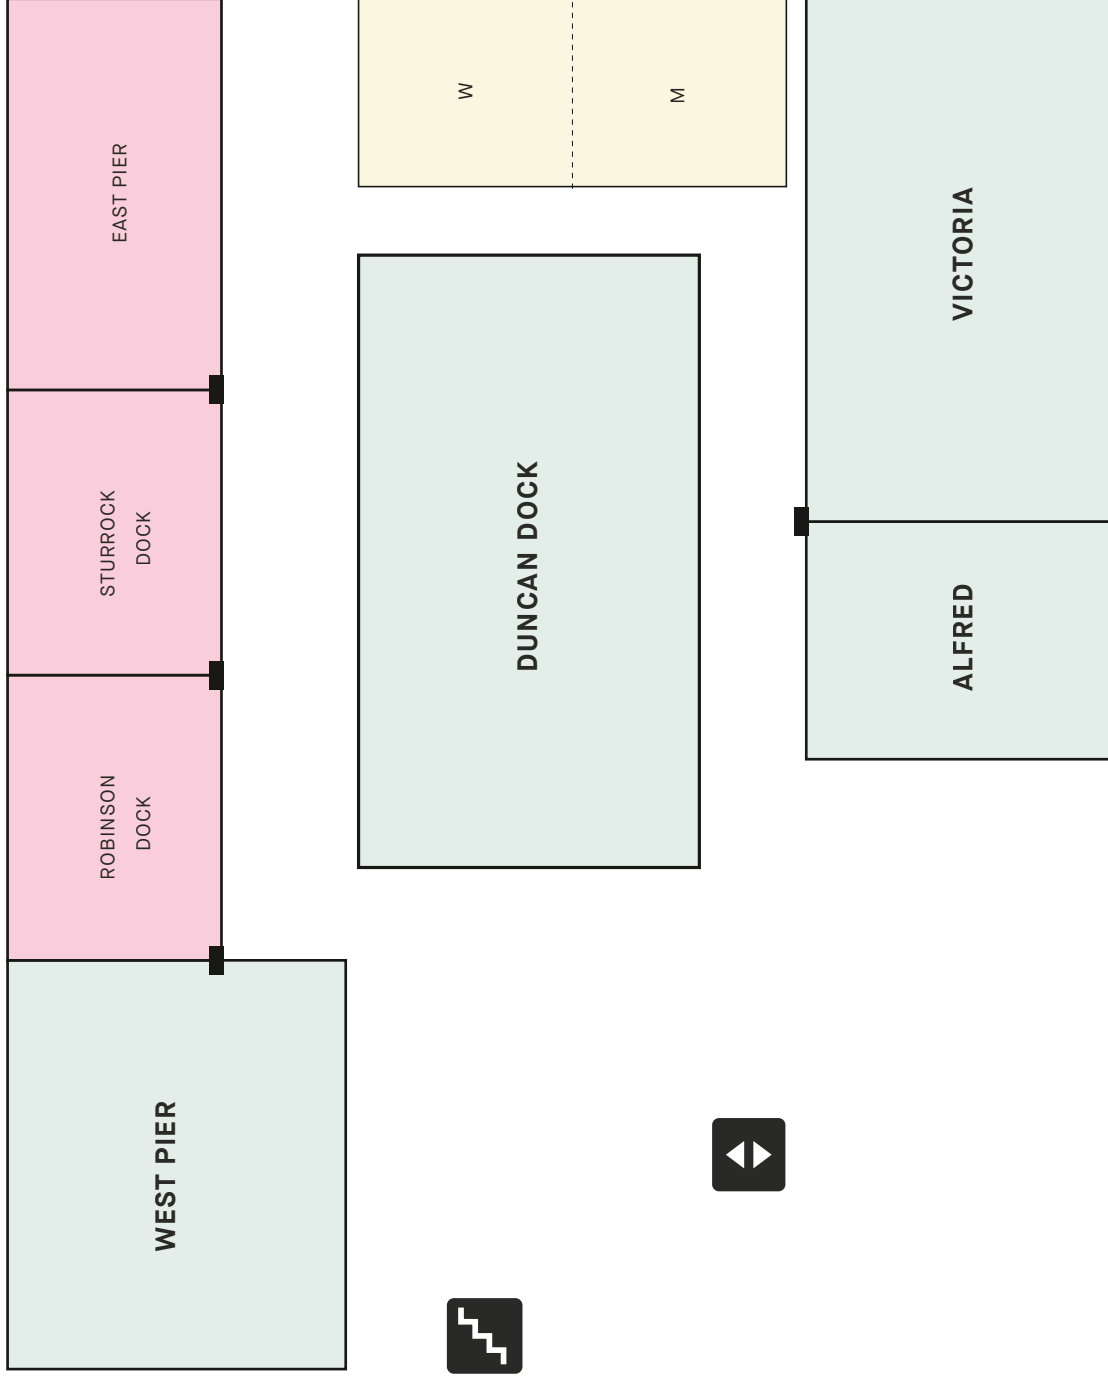 EAST PIER
STURROCK
DOCK
ROBINSON
DOCK
WEST PIER
W
M
DUNCAN DOCK
VICTORIA
ALFRED